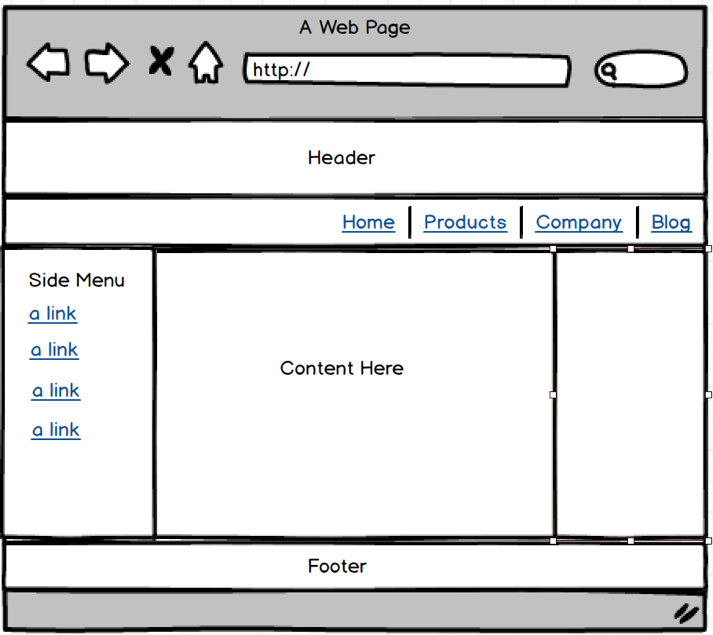 A Web Page
http://
Header
Home Products Company Blog
Side Menu
a link
a link
a link
a link
Content Here
Footer